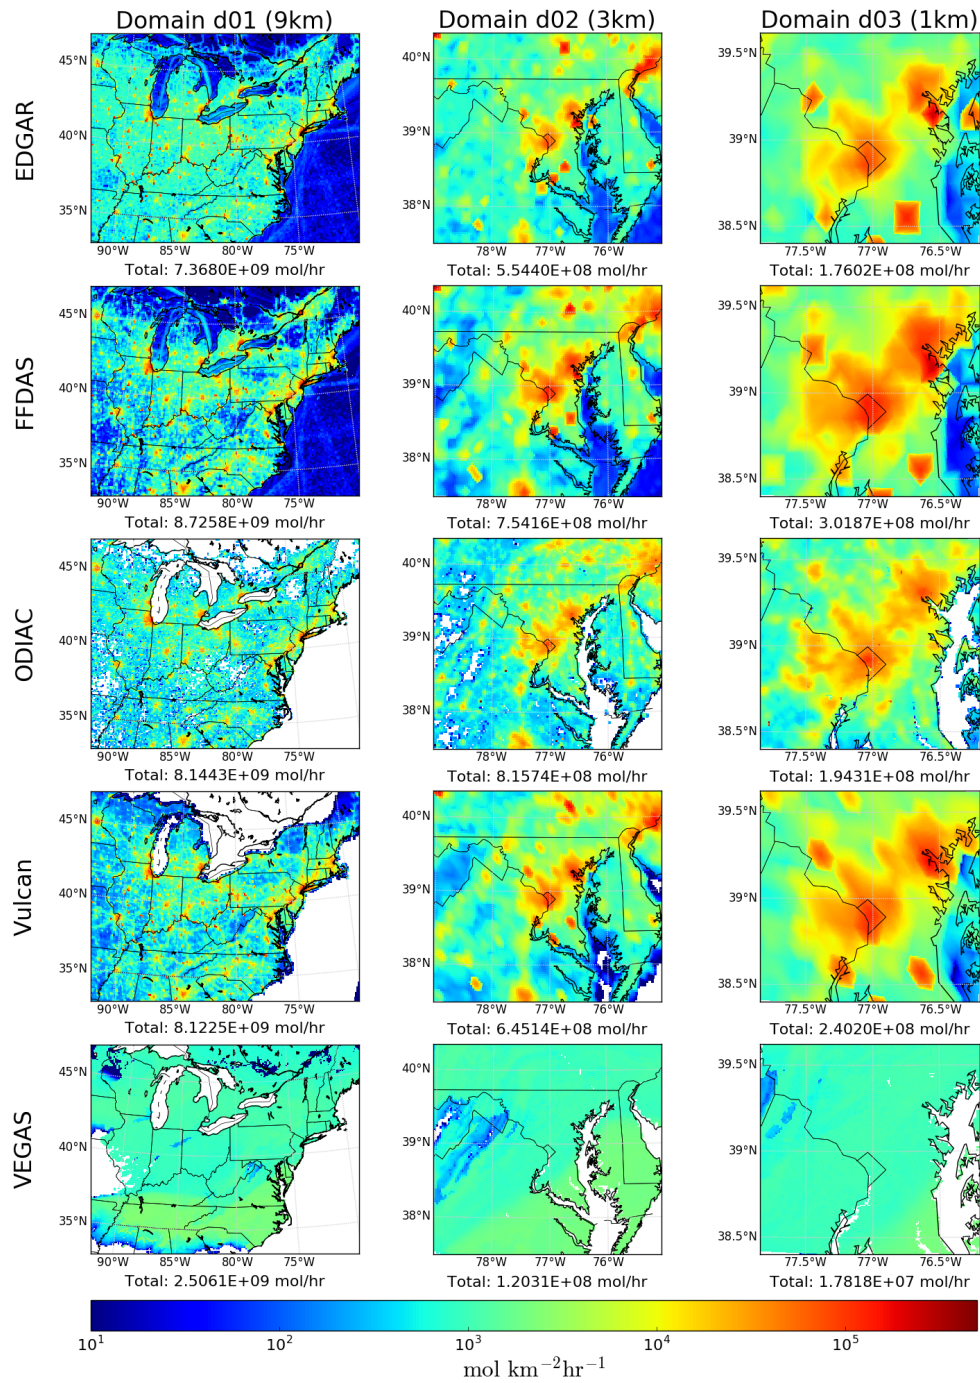 Domain d01 (9km) Domain d02 (3km) Domain d03 (1km)
EDGAR
45°N
40°N
35°N
90°W 85°W 80°W 75°W
Total: 7.3680E+09 mol/hr
40°N
39°N
38°N
78°W 77°W 76°W
Total: 5.5440E+08 mol/hr
39.5°N
39°N
38.5°N
77.5°W 77°W 76.5°W
Total: 1.7602E+08 mol/hr
FFDAS
45°N
40°N
35°N
90°W 85°W 80°W 75°W
Total: 8.7258E+09 mol/hr
40°N
39°N
38°N
78°W 77°W 76°W
Total: 7.5416E+08 mol/hr
39.5°N
39°N
38.5°N
77.5°W 77°W 76.5°W
Total: 3.0187E+08 mol/hr
ODIAC
45°N
40°N
35°N
90°W 85°W 80°W 75°W
Total: 8.1443E+09 mol/hr
40°N
39°N
38°N
78°W 77°W 76°W
Total: 8.1574E+08 mol/hr
39.5°N
39°N
38.5°N
77.5°W 77°W 76.5°W
Total: 1.9431E+08 mol/hr
Vulcan
45°N
40°N
35°N
90°W 85°W 80°W 75°W
Total: 8.1225E+09 mol/hr
40°N
39°N
38°N
78°W 77°W 76°W
Total: 6.4514E+08 mol/hr
39.5°N
39°N
38.5°N
77.5°W 77°W 76.5°W
Total: 2.4020E+08 mol/hr
VEGAS
45°N
40°N
35°N
90°W 85°W 80°W 75°W
Total: 2.5061E+09 mol/hr
40°N
39°N
38°N
78°W 77°W 76°W
Total: 1.2031E+08 mol/hr
39.5°N
39°N
38.5°N
77.5°W 77°W 76.5°W
Total: 1.7818E+07 mol/hr
10¹ 10² 10³ 10⁴ 10⁵
mol km⁻²hr⁻¹